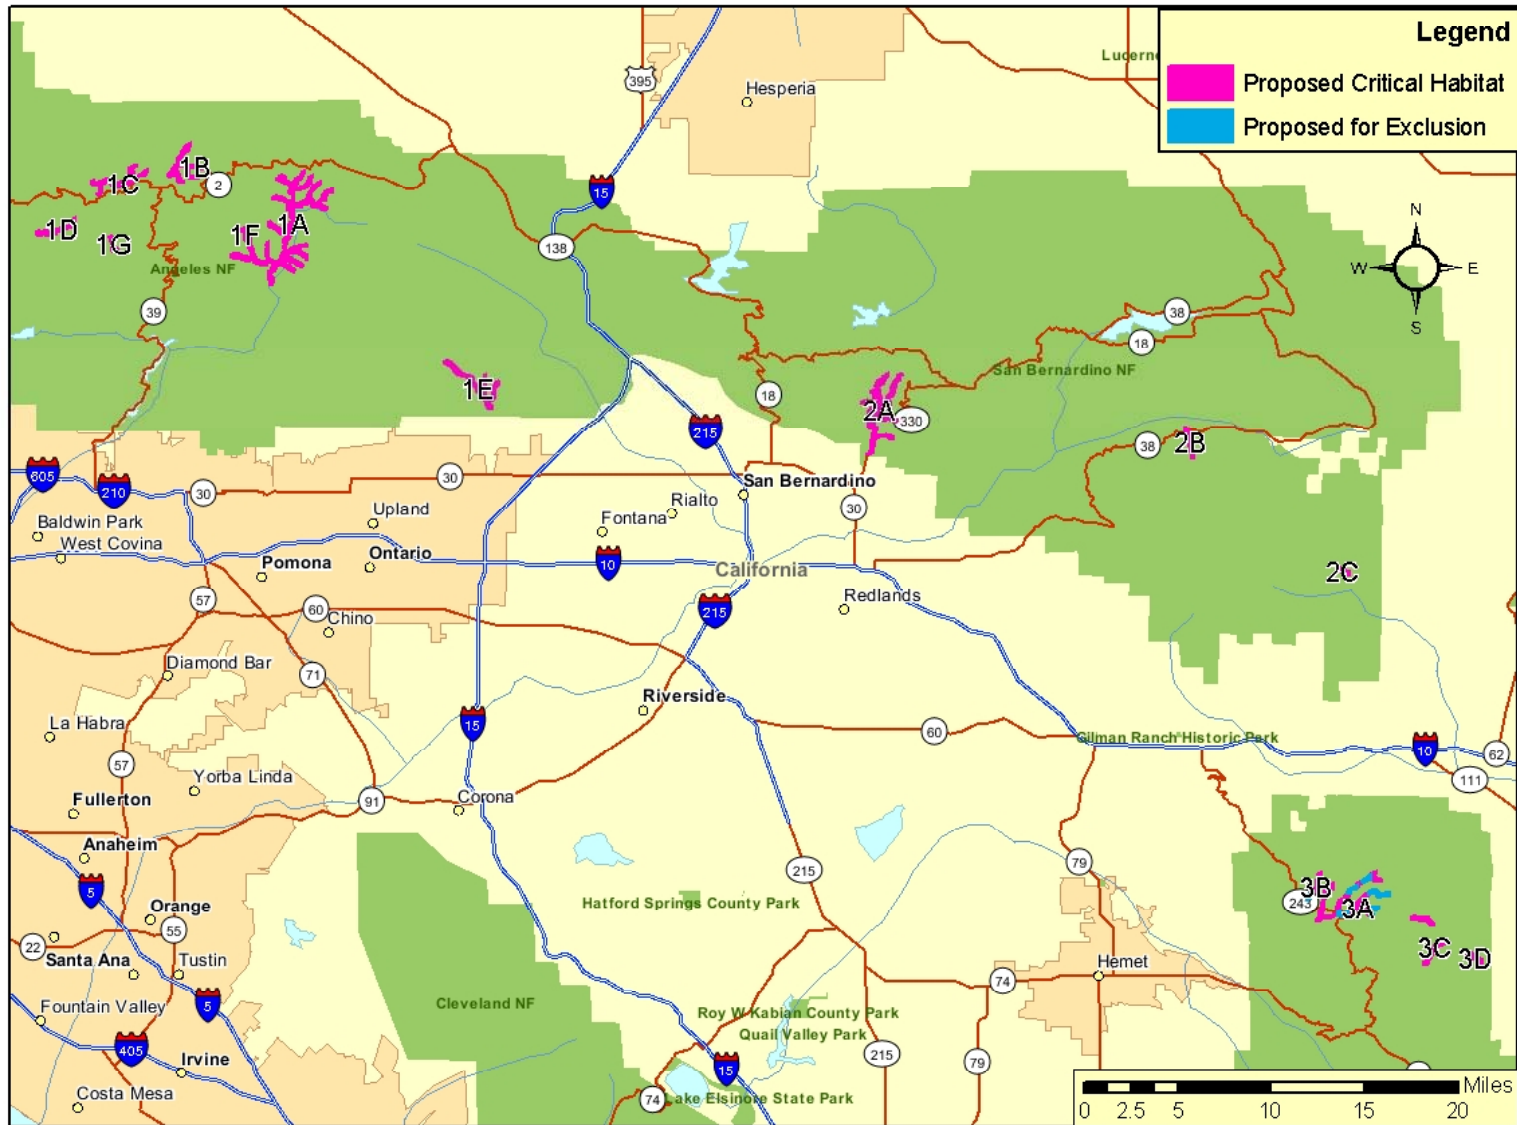 Legend
Proposed Critical Habitat
Proposed for Exclusion
Lucerne
395
Hesperia
1B
1C
2
15
1D
1G
1F
1A
Angeles NF
138
N
W
E
S
39
38
18
San Bernardino NF
1E
18
2A
330
215
38
2B
605
210
30
30
San Bernardino
Rialto
Upland
Fontana
30
Baldwin Park
West Covina
Pomona
Ontario
10
California
2C
57
60
Chino
215
Redlands
Diamond Bar
71
Riverside
La Habra
15
60
Gilman Ranch Historic Park
10
62
57
Yorba Linda
111
Fullerton
91
Corona
Anaheim
5
215
79
3B
243
3A
Orange
Hatford Springs County Park
55
22
Santa Ana
Tustin
3C
3D
Hemet
74
Fountain Valley
5
Cleveland NF
Roy W Kabian County Park
Quail Valley Park
405
Irvine
215
79
15
Costa Mesa
74
Lake Elsinore State Park
Miles
0 2.5 5 10 15 20